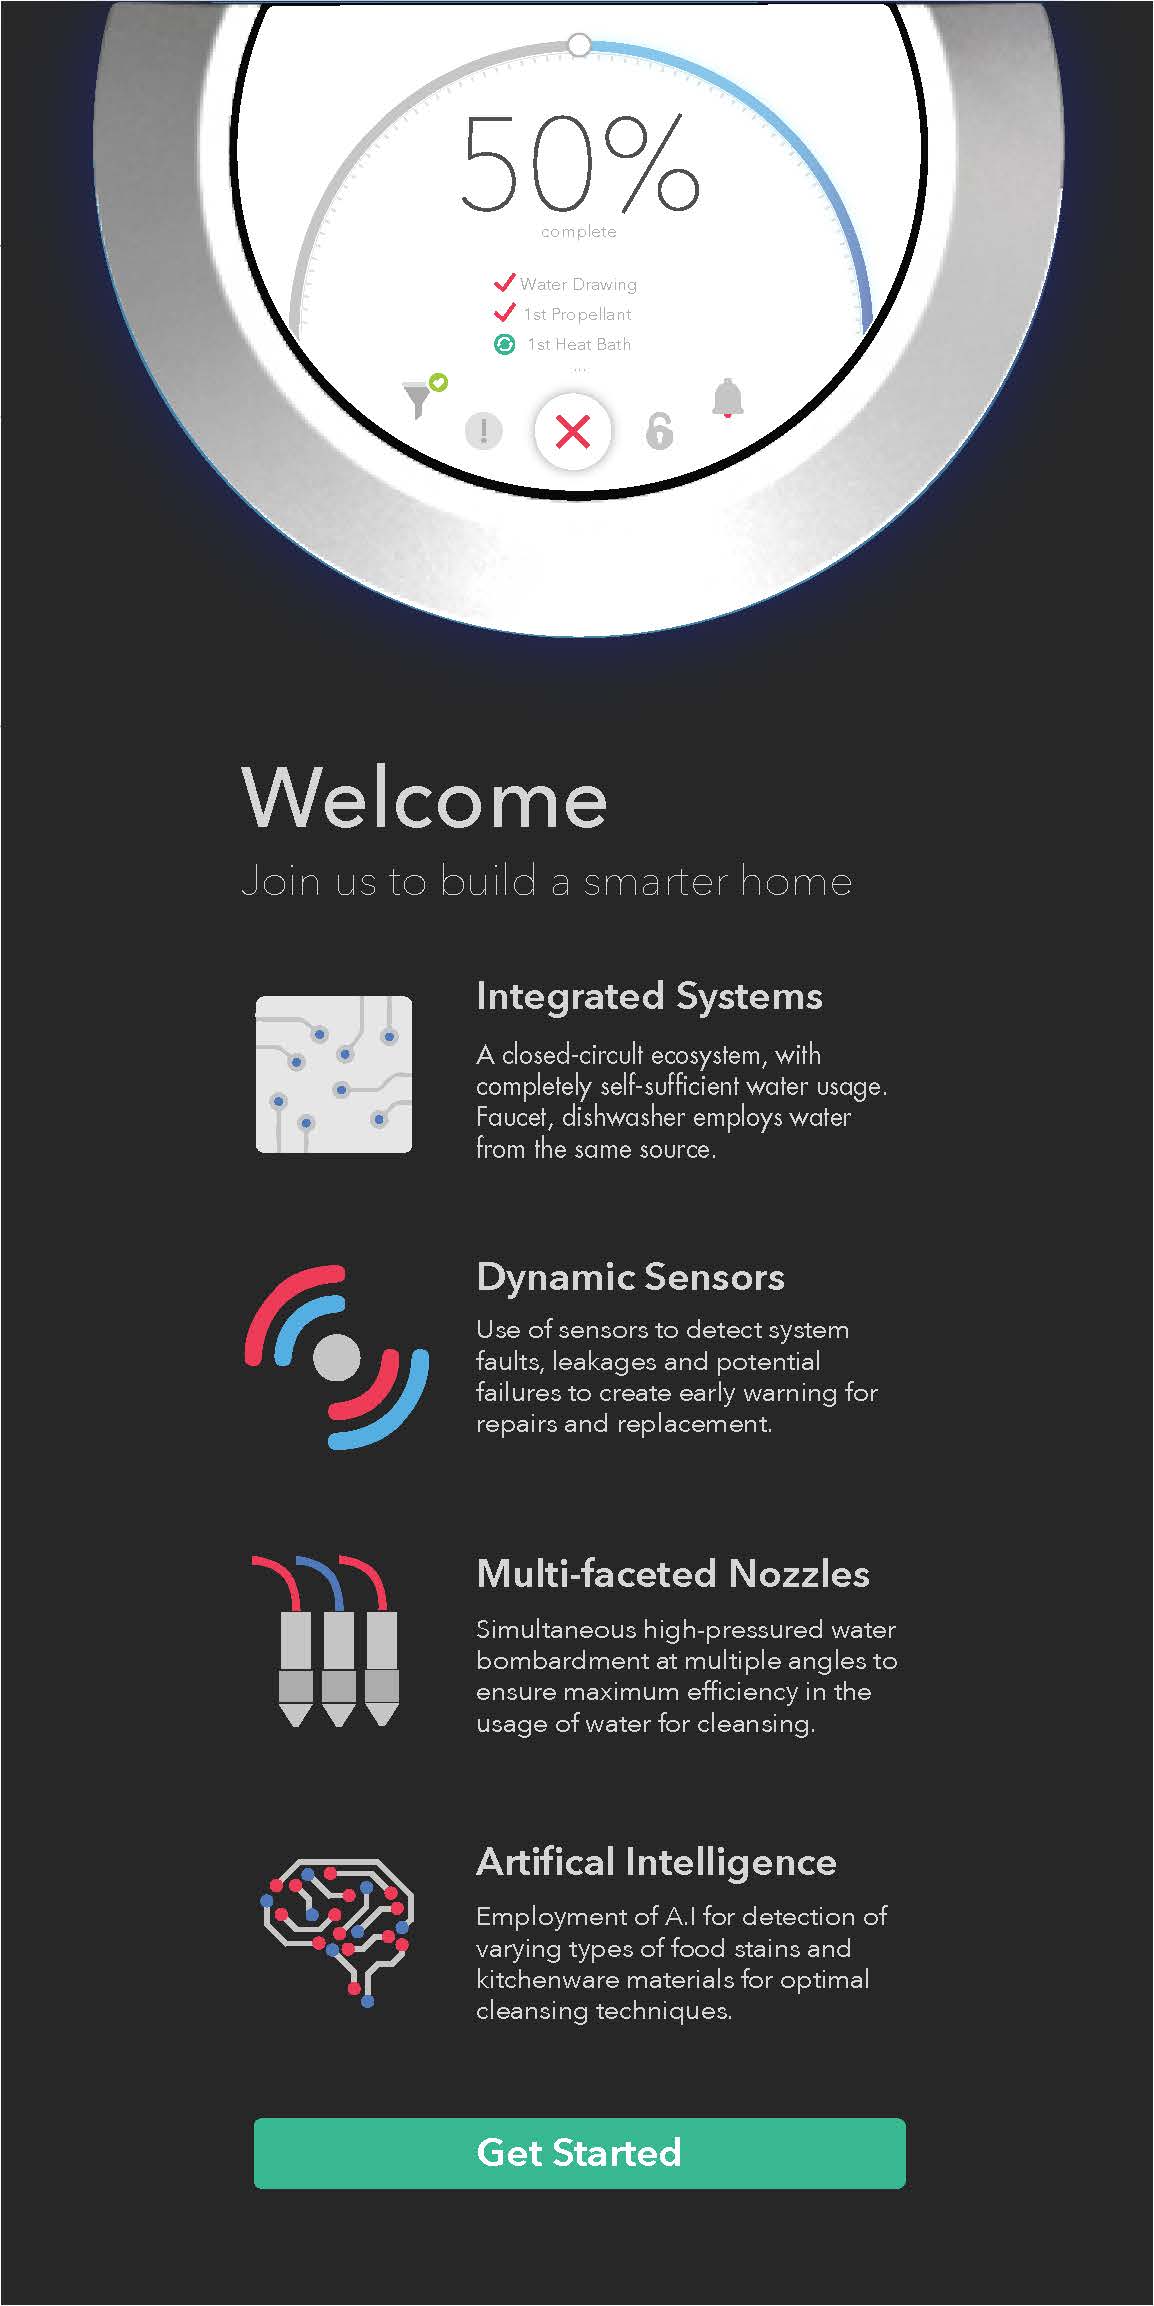 50%
complete
Water Drawing
1st Propellant
1st Heat Bath
...
Welcome
Join us to build a smarter home
Integrated Systems
A closed-circult ecosystem, with
completely self-sufficient water usage.
Faucet, dishwasher employs water
from the same source.
Dynamic Sensors
Use of sensors to detect system
faults, leakages and potential
failures to create early warning for
repairs and replacement.
Multi-faceted Nozzles
Simultaneous high-pressured water
bombardment at multiple angles to
ensure maximum efficiency in the
usage of water for cleansing.
Artifical Intelligence
Employment of A.I for detection of
varying types of food stains and
kitchenware materials for optimal
cleansing techniques.
Get Started